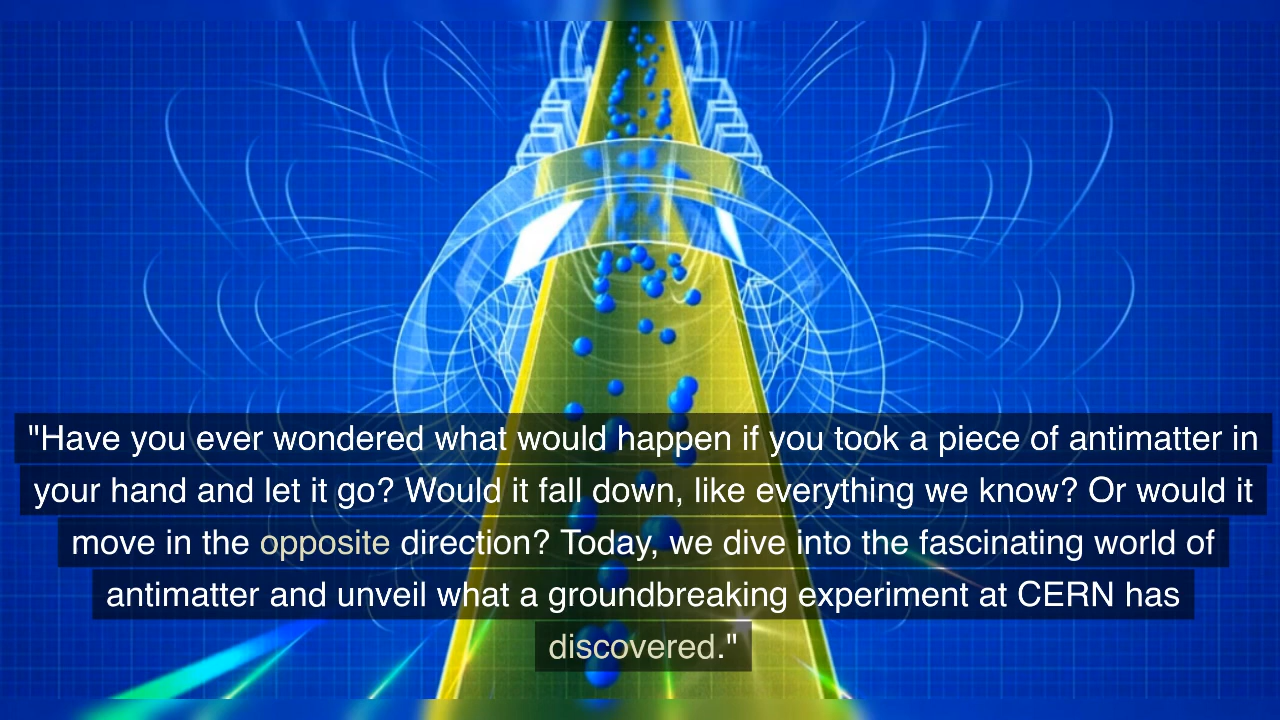 "Have you ever wondered what would happen if you took a piece of antimatter in
your hand and let it go? Would it fall down, like everything we know? Or would it
move in the opposite direction? Today, we dive into the fascinating world of
antimatter and unveil what a groundbreaking experiment at CERN has
discovered."